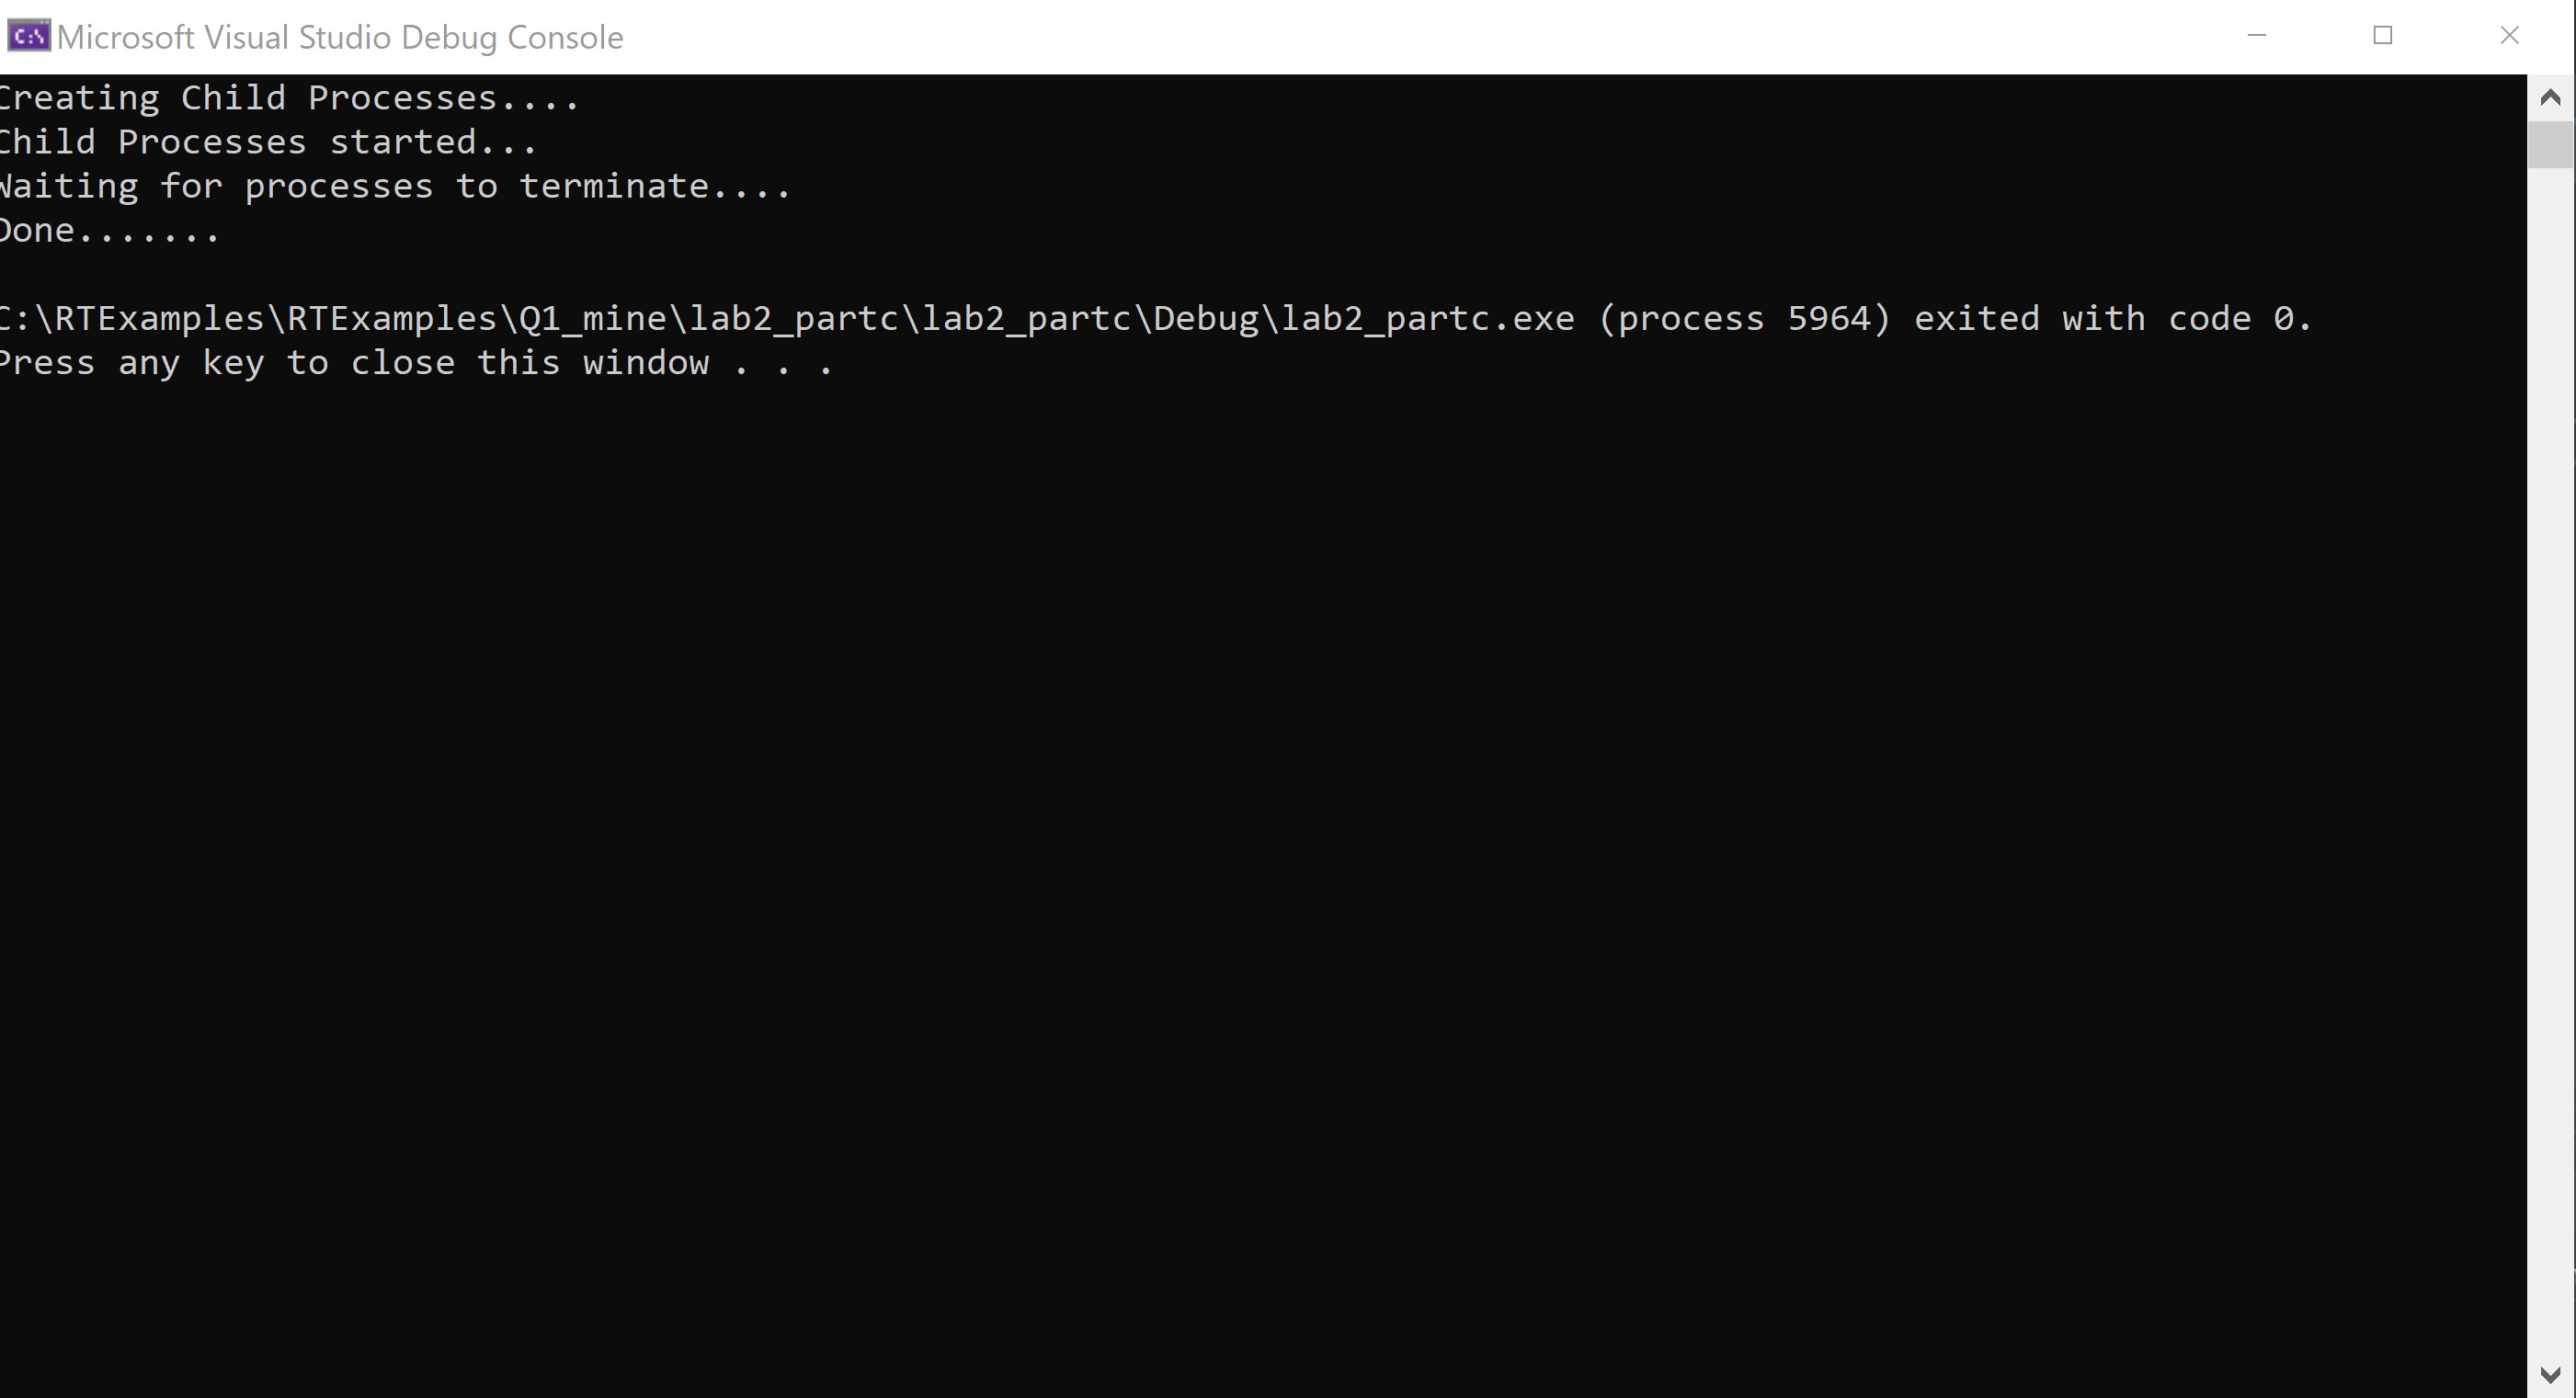 C:\ Microsoft Visual Studio Debug Console
Creating Child Processes....
Child Processes started...
Waiting for processes to terminate....
Done.......
C:\RTExamples\RTExamples\Q1_mine\lab2_partc\lab2_partc\Debug\lab2_partc.exe (process 5964) exited with code 0.
Press any key to close this window . . .